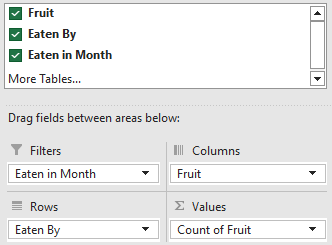 Fruit
Eaten By
Eaten in Month
More Tables...
Drag fields between areas below:
Filters
Columns
Eaten in Month
Fruit
Rows
Σ Values
Eaten By
Count of Fruit